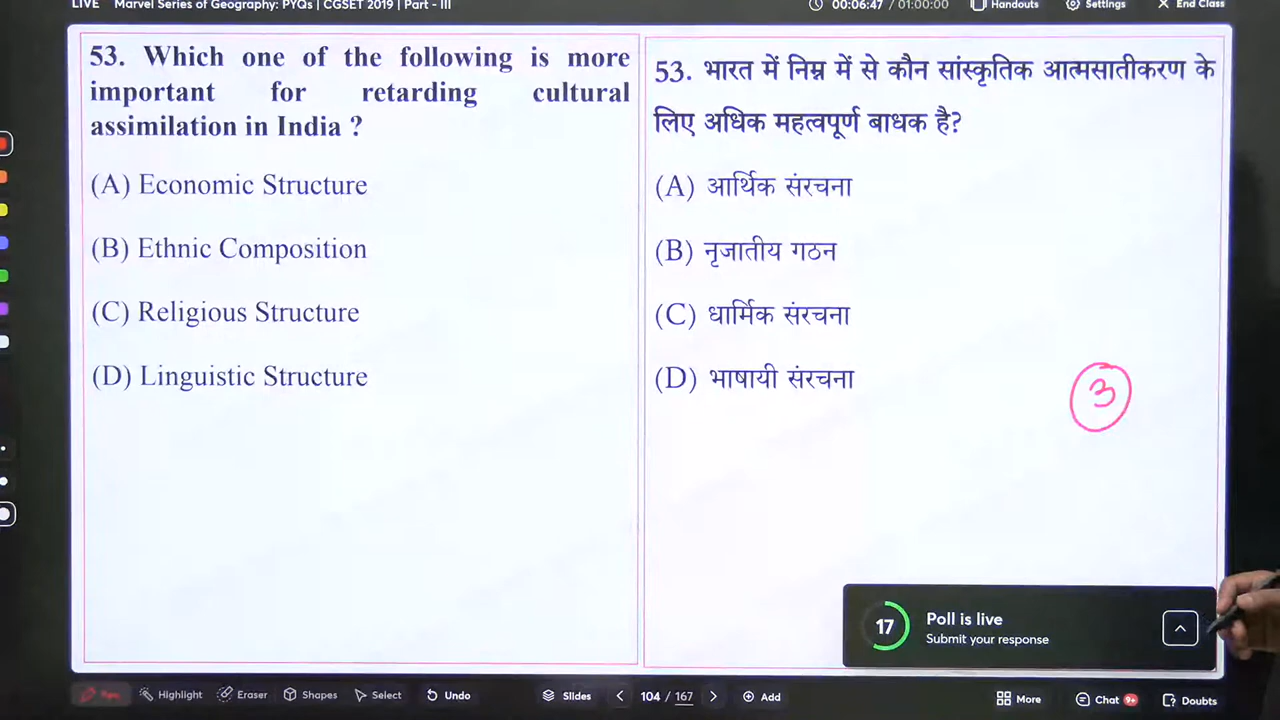 LIVE Marvel Series of Geography: PYQs | CGSET 2019 | Part - III 00:06:47 / 01:00:00 Handouts Settings End Class
53. Which one of the following is more
important for retarding cultural
assimilation in India ?
(A) Economic Structure
(B) Ethnic Composition
(C) Religious Structure
(D) Linguistic Structure
53. भारत में निम्न में से कौन सांस्कृतिक आत्मसातीकरण के
लिए अधिक महत्वपूर्ण बाधक है?
(A) आर्थिक संरचना
(B) नृजातीय गठन
(C) धार्मिक संरचना
(D) भाषायी संरचना
3
17 Poll is live
Submit your response
Pen Highlight Eraser Shapes Select Undo Slides 104 / 167 Add More Chat 9+ Doubts